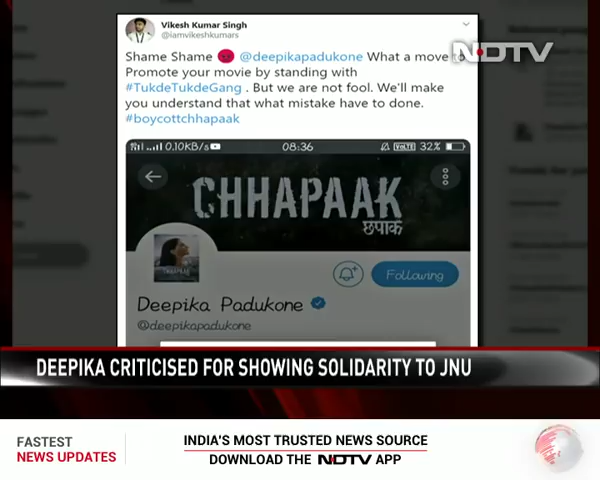 Vikesh Kumar Singh
@iamvikeshkumars
NDTV
Shame Shame 😡 @deepikapadukone What a move to
Promote your movie by standing with
#TukdeTukdeGang . But we are not fool. We'll make
you understand that what mistake have to done.
#boycottchhapaak
0.10KB/s
08:36
VoLTE 32%
CHHAPAAK
छपाक
CHHAPAAK
Following
Deepika Padukone
@deepikapadukone
DEEPIKA CRITICISED FOR SHOWING SOLIDARITY TO JNU
FASTEST
NEWS UPDATES
INDIA'S MOST TRUSTED NEWS SOURCE
DOWNLOAD THE NDTV APP